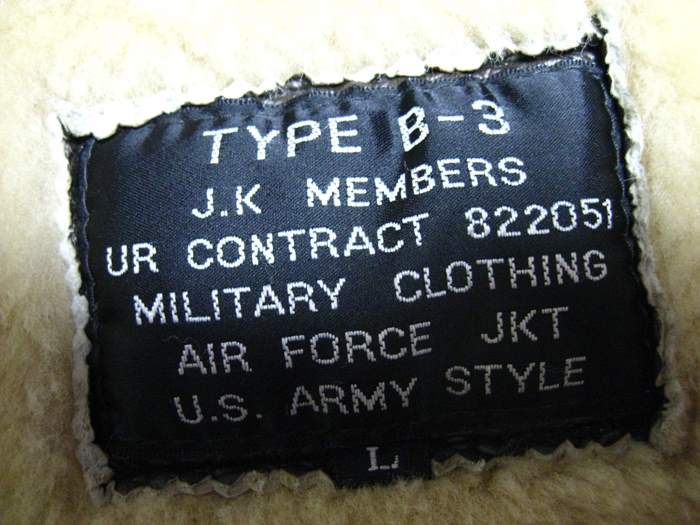 TYPE B-3
J.K MEMBERS
UR CONTRACT 822051
MILITARY CLOTHING
AIR FORCE JKT
U.S. ARMY STYLE
L